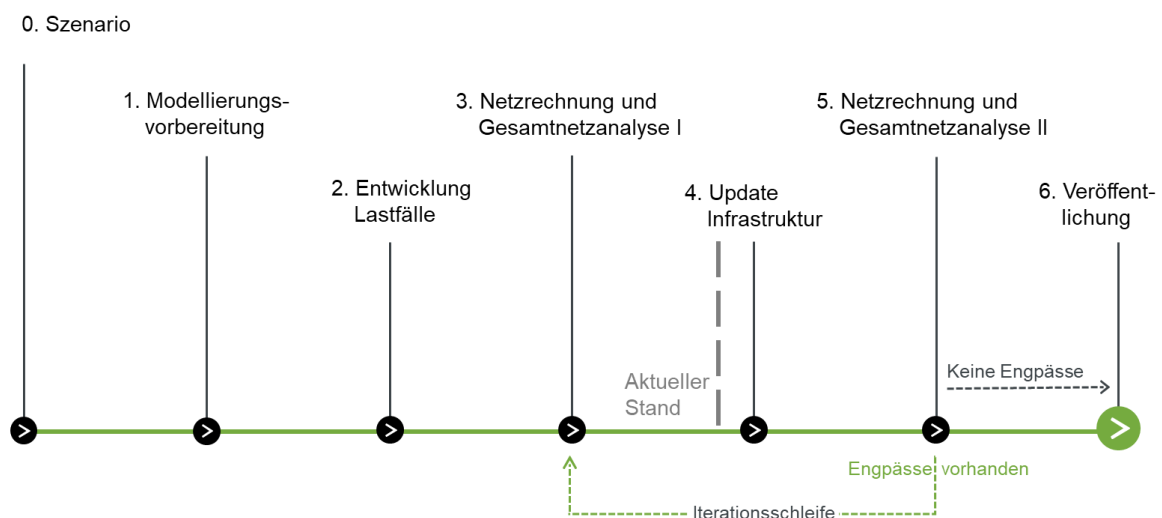 0. Szenario
1. Modellierungs-
vorbereitung
2. Entwicklung
Lastfälle
3. Netzrechnung und
Gesamtnetzanalyse I
4. Update
Infrastruktur
5. Netzrechnung und
Gesamtnetzanalyse II
6. Veröffent-
lichung
Aktueller
Stand
Keine Engpässe
Engpässe vorhanden
Iterationsschleife